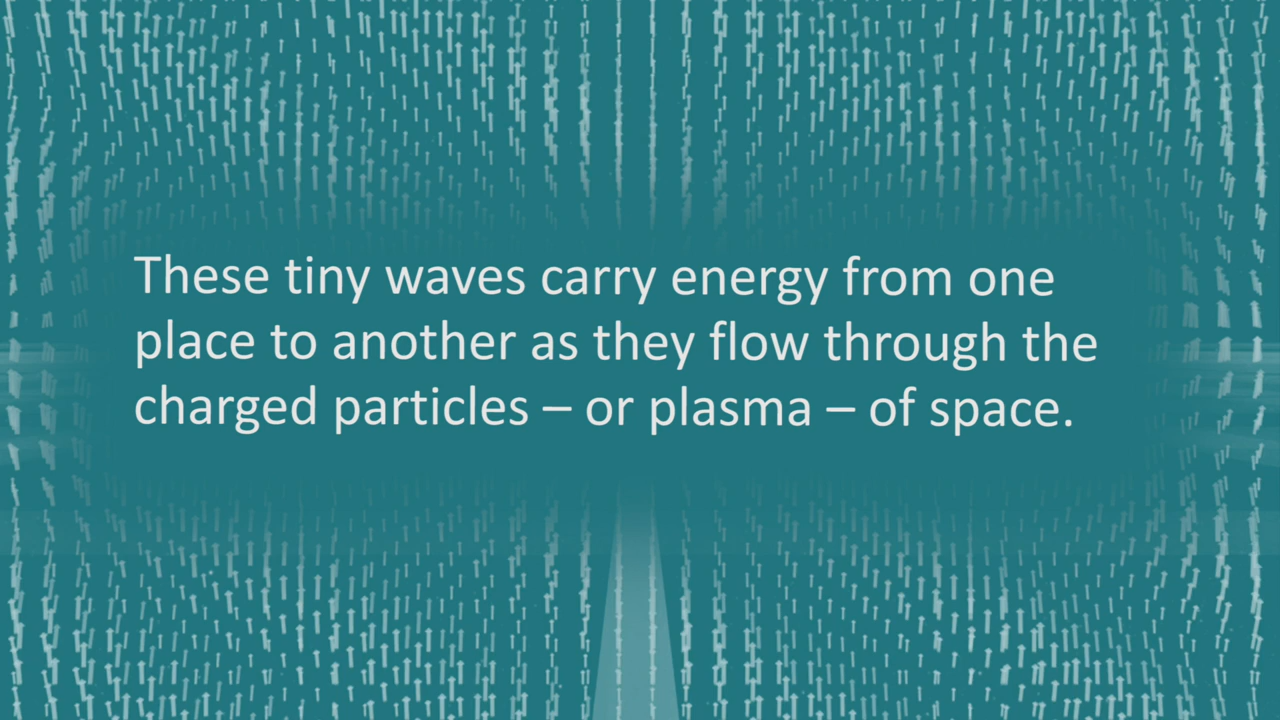 These tiny waves carry energy from one
place to another as they flow through the
charged particles – or plasma – of space.